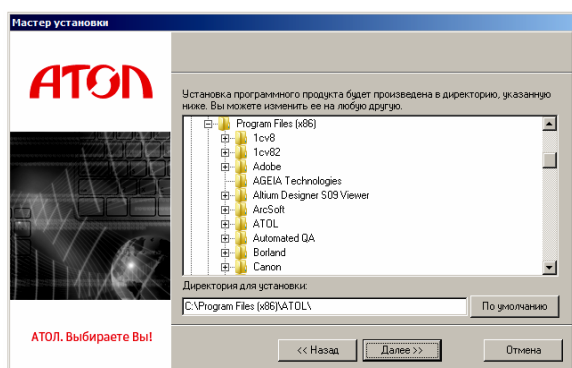 Мастер установки
АТОЛ
Установка программного продукта будет произведена в директорию, указанную
ниже. Вы можете изменить ее на любую другую.
Program Files (x86)
1cv8
1cv82
Adobe
AGEIA Technologies
Altium Designer S09 Viewer
ArcSoft
ATOL
Automated QA
Borland
Canon
Директория для установки:
C:\Program Files (x86)\ATOL\
По умолчанию
АТОЛ. Выбираете Вы!
<< Назад
Далее >>
Отмена